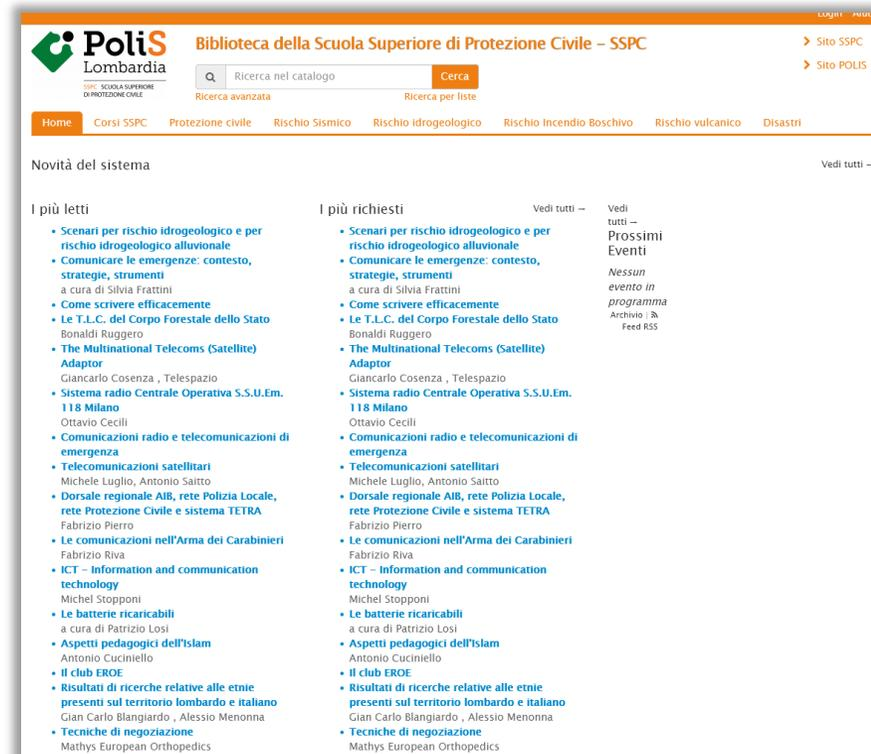 Login
PoliS
Lombardia
SSPC SCUOLA SUPERIORE
DI PROTEZIONE CIVILE
Biblioteca della Scuola Superiore di Protezione Civile – SSPC
Ricerca nel catalogo
Cerca
Ricerca avanzata Ricerca per liste
Sito SSPC
Sito POLIS
Home Corsi SSPC Protezione civile Rischio Sismico Rischio idrogeologico Rischio Incendio Boschivo Rischio vulcanico Disastri
Novità del sistema
Vedi tutti →
I più letti
• Scenari per rischio idrogeologico e per
rischio idrogeologico alluvionale
• Comunicare le emergenze: contesto,
strategie, strumenti
a cura di Silvia Frattini
• Come scrivere efficacemente
• Le T.L.C. del Corpo Forestale dello Stato
Bonaldi Ruggero
• The Multinational Telecoms (Satellite)
Adaptor
Giancarlo Cosenza , Telespazio
• Sistema radio Centrale Operativa S.S.U.Em.
118 Milano
Ottavio Cecili
• Comunicazioni radio e telecomunicazioni di
emergenza
• Telecomunicazioni satellitari
Michele Luglio, Antonio Saitto
• Dorsale regionale AIB, rete Polizia Locale,
rete Protezione Civile e sistema TETRA
Fabrizio Pierro
• Le comunicazioni nell'Arma dei Carabinieri
Fabrizio Riva
• ICT – Information and communication
technology
Michel Stopponi
• Le batterie ricaricabili
a cura di Patrizio Losi
• Aspetti pedagogici dell'Islam
Antonio Cuciniello
• Il club EROE
• Risultati di ricerche relative alle etnie
presenti sul territorio lombardo e italiano
Gian Carlo Blangiardo , Alessio Menonna
• Tecniche di negoziazione
Mathys European Orthopedics
I più richiesti
Vedi tutti →
• Scenari per rischio idrogeologico e per
rischio idrogeologico alluvionale
• Comunicare le emergenze: contesto,
strategie, strumenti
a cura di Silvia Frattini
• Come scrivere efficacemente
• Le T.L.C. del Corpo Forestale dello Stato
Bonaldi Ruggero
• The Multinational Telecoms (Satellite)
Adaptor
Giancarlo Cosenza , Telespazio
• Sistema radio Centrale Operativa S.S.U.Em.
118 Milano
Ottavio Cecili
• Comunicazioni radio e telecomunicazioni di
emergenza
• Telecomunicazioni satellitari
Michele Luglio, Antonio Saitto
• Dorsale regionale AIB, rete Polizia Locale,
rete Protezione Civile e sistema TETRA
Fabrizio Pierro
• Le comunicazioni nell'Arma dei Carabinieri
Fabrizio Riva
• ICT – Information and communication
technology
Michel Stopponi
• Le batterie ricaricabili
a cura di Patrizio Losi
• Aspetti pedagogici dell'Islam
Antonio Cuciniello
• Il club EROE
• Risultati di ricerche relative alle etnie
presenti sul territorio lombardo e italiano
Gian Carlo Blangiardo , Alessio Menonna
• Tecniche di negoziazione
Mathys European Orthopedics
Vedi
tutti →
Prossimi
Eventi
Nessun
evento in
programma
Archivio |
Feed RSS